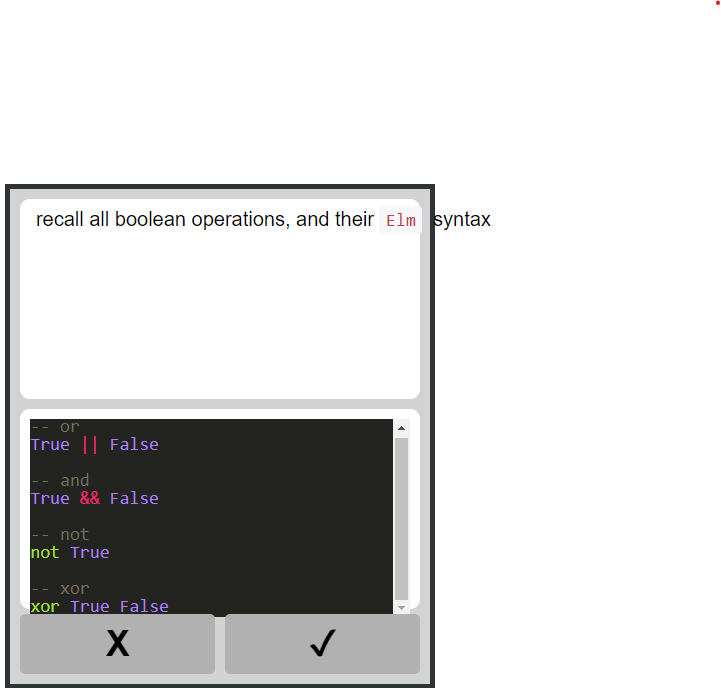 recall all boolean operations, and their Elm syntax
-- or
True || False
-- and
True && False
-- not
not True
-- xor
xor True False
X ✓